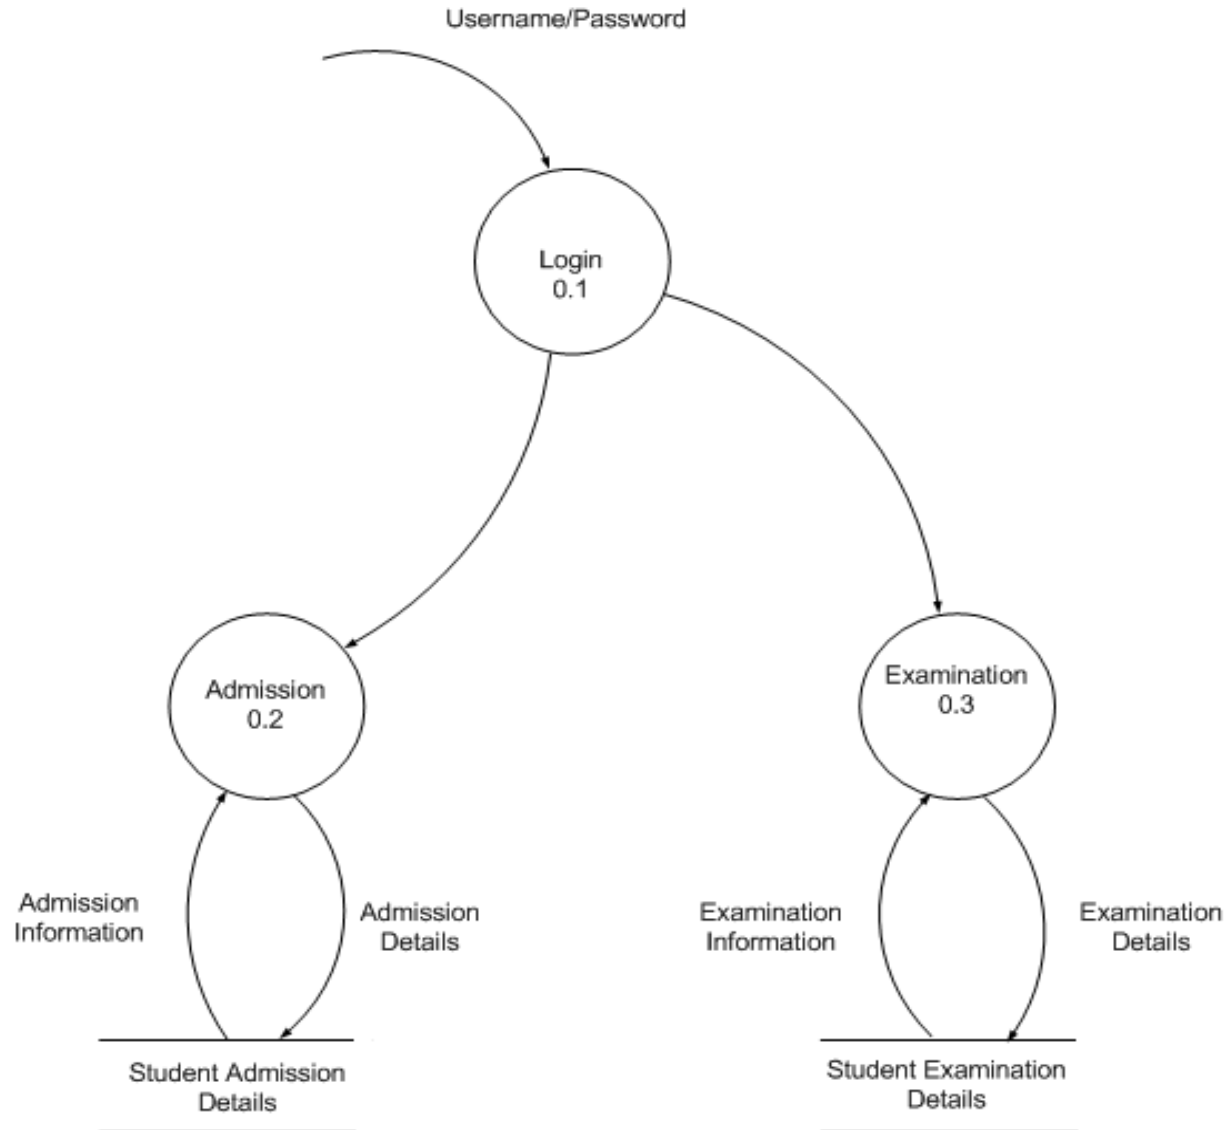 Username/Password
Login
0.1
Admission
0.2
Examination
0.3
Admission
Information
Admission
Details
Examination
Information
Examination
Details
Student Admission
Details
Student Examination
Details